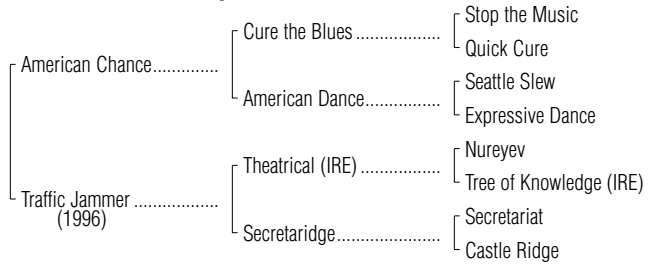 Stop the Music
Cure the Blues
Quick Cure
American Chance
Seattle Slew
American Dance
Expressive Dance
Nureyev
Theatrical (IRE)
Tree of Knowledge (IRE)
Traffic Jammer
(1996)
Secretariat
Secretaridge
Castle Ridge